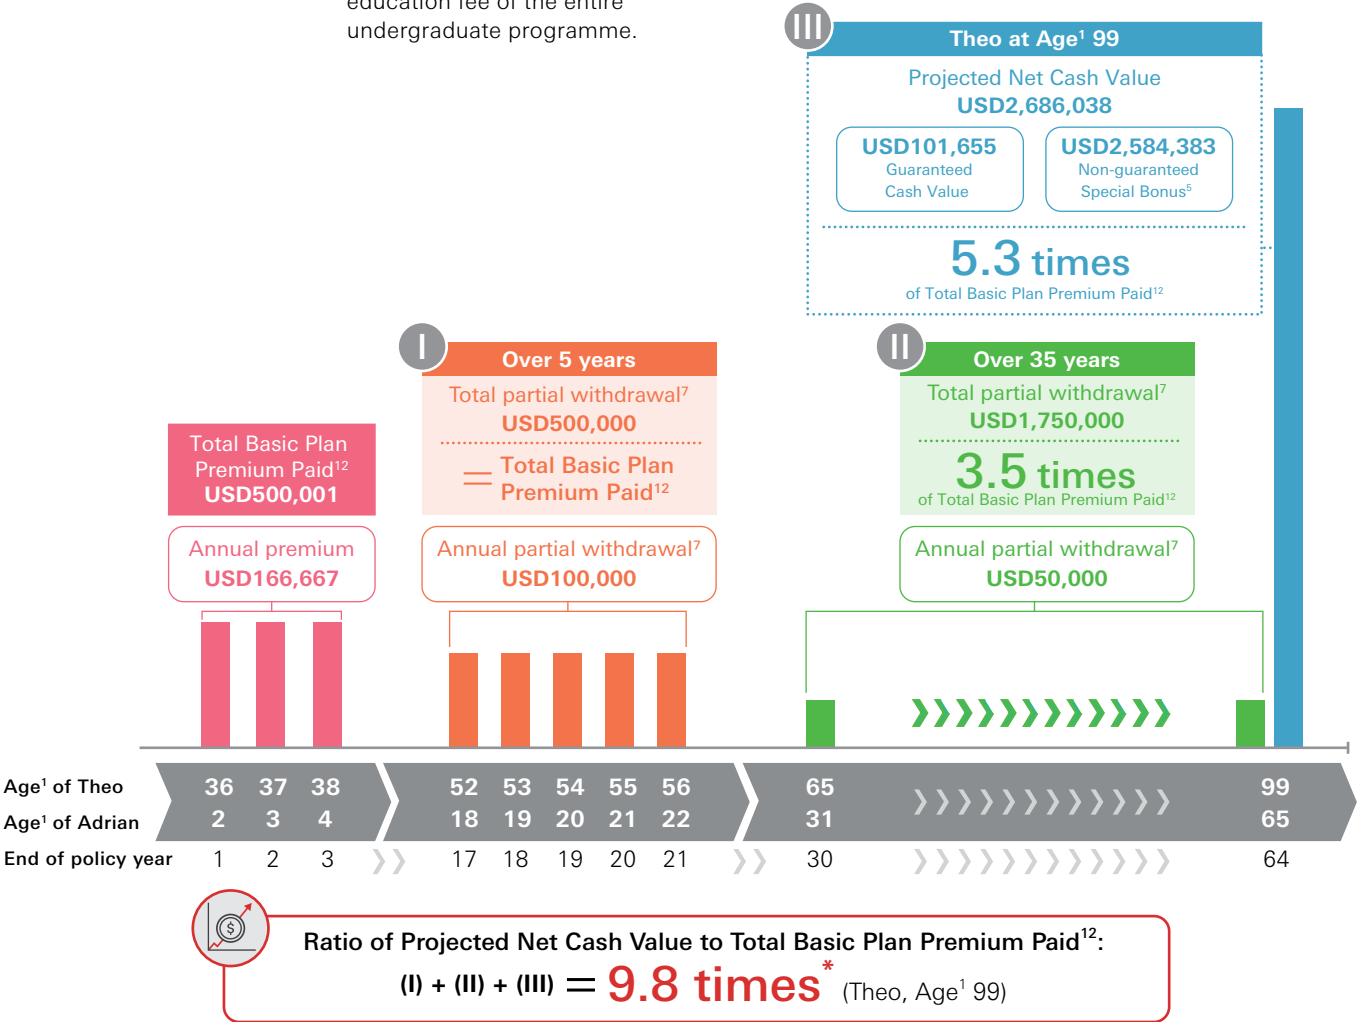 education fee of the entire
undergraduate programme.
III
Theo at Age¹ 99
Projected Net Cash Value
USD2,686,038
USD101,655
Guaranteed
Cash Value
USD2,584,383
Non-guaranteed
Special Bonus⁵
5.3 times
of Total Basic Plan Premium Paid¹²
I
Over 5 years
Total partial withdrawal⁷
USD500,000
= Total Basic Plan
Premium Paid¹²
II
Over 35 years
Total partial withdrawal⁷
USD1,750,000
3.5 times
of Total Basic Plan Premium Paid¹²
Total Basic Plan
Premium Paid¹²
USD500,001
Annual premium
USD166,667
Annual partial withdrawal⁷
USD100,000
Annual partial withdrawal⁷
USD50,000
Age¹ of Theo 36 37 38 52 53 54 55 56 65 99
Age¹ of Adrian 2 3 4 18 19 20 21 22 31 65
End of policy year 1 2 3 17 18 19 20 21 30 64
$
Ratio of Projected Net Cash Value to Total Basic Plan Premium Paid¹²:
(I) + (II) + (III) = 9.8 times* (Theo, Age¹ 99)